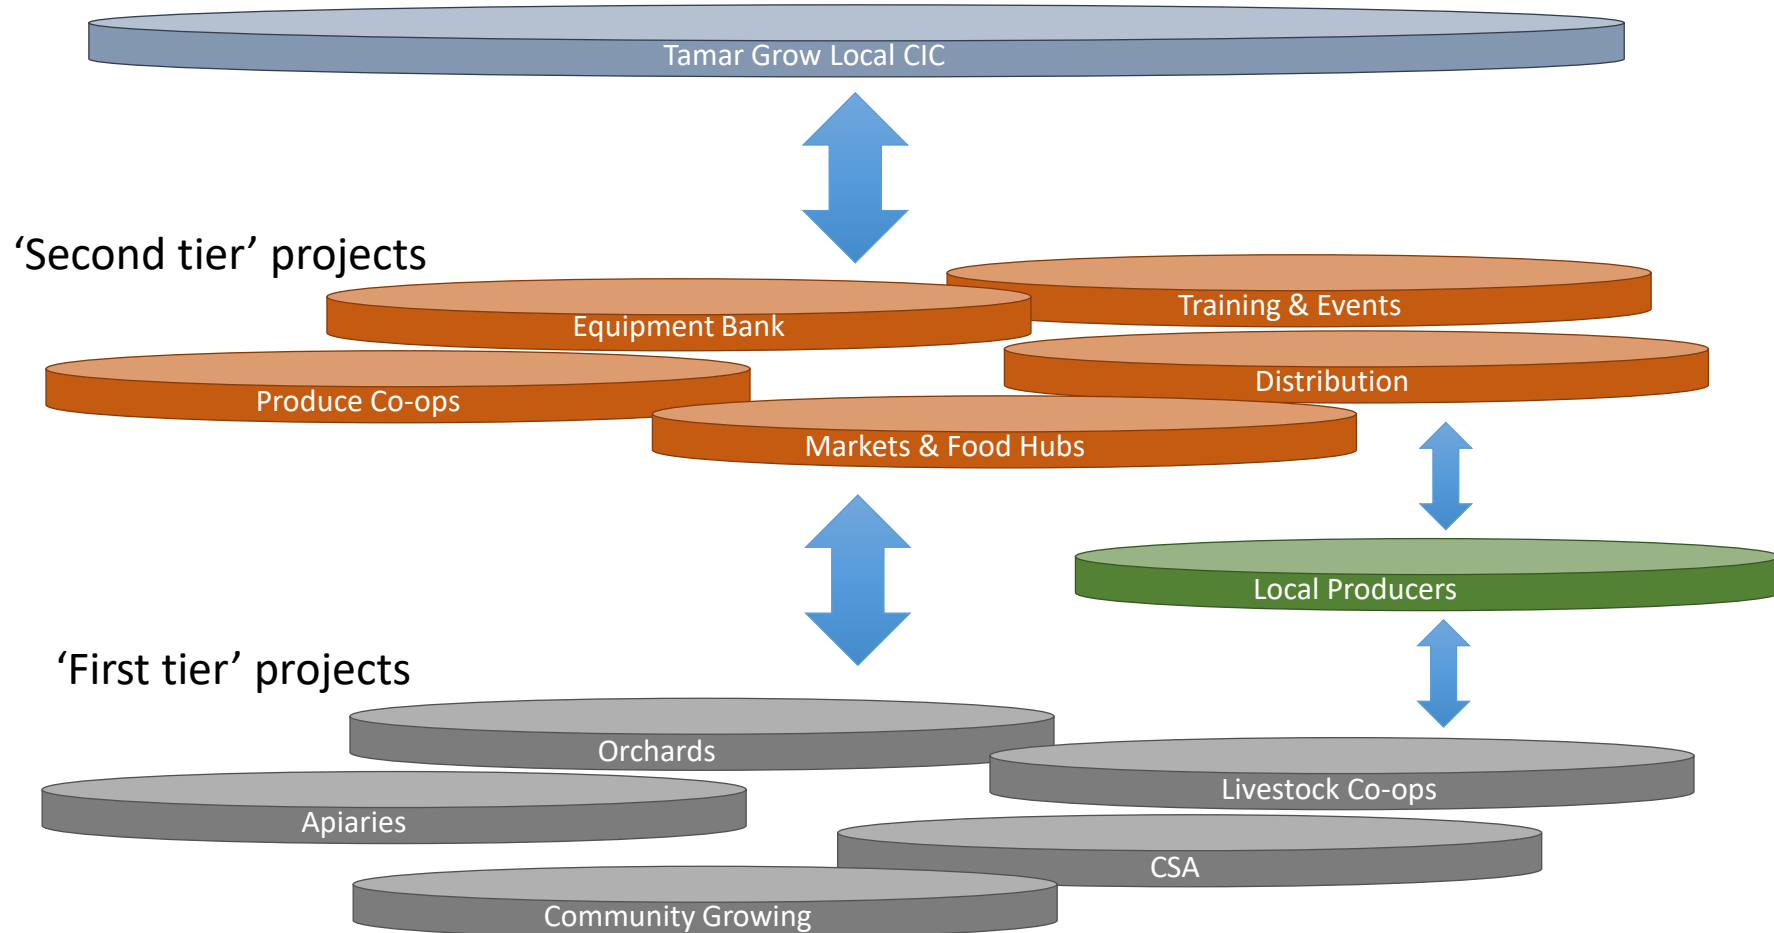 Tamar Grow Local CIC
‘Second tier’ projects
Training & Events
Equipment Bank
Distribution
Produce Co-ops
Markets & Food Hubs
Local Producers
‘First tier’ projects
Orchards
Livestock Co-ops
Apiaries
CSA
Community Growing